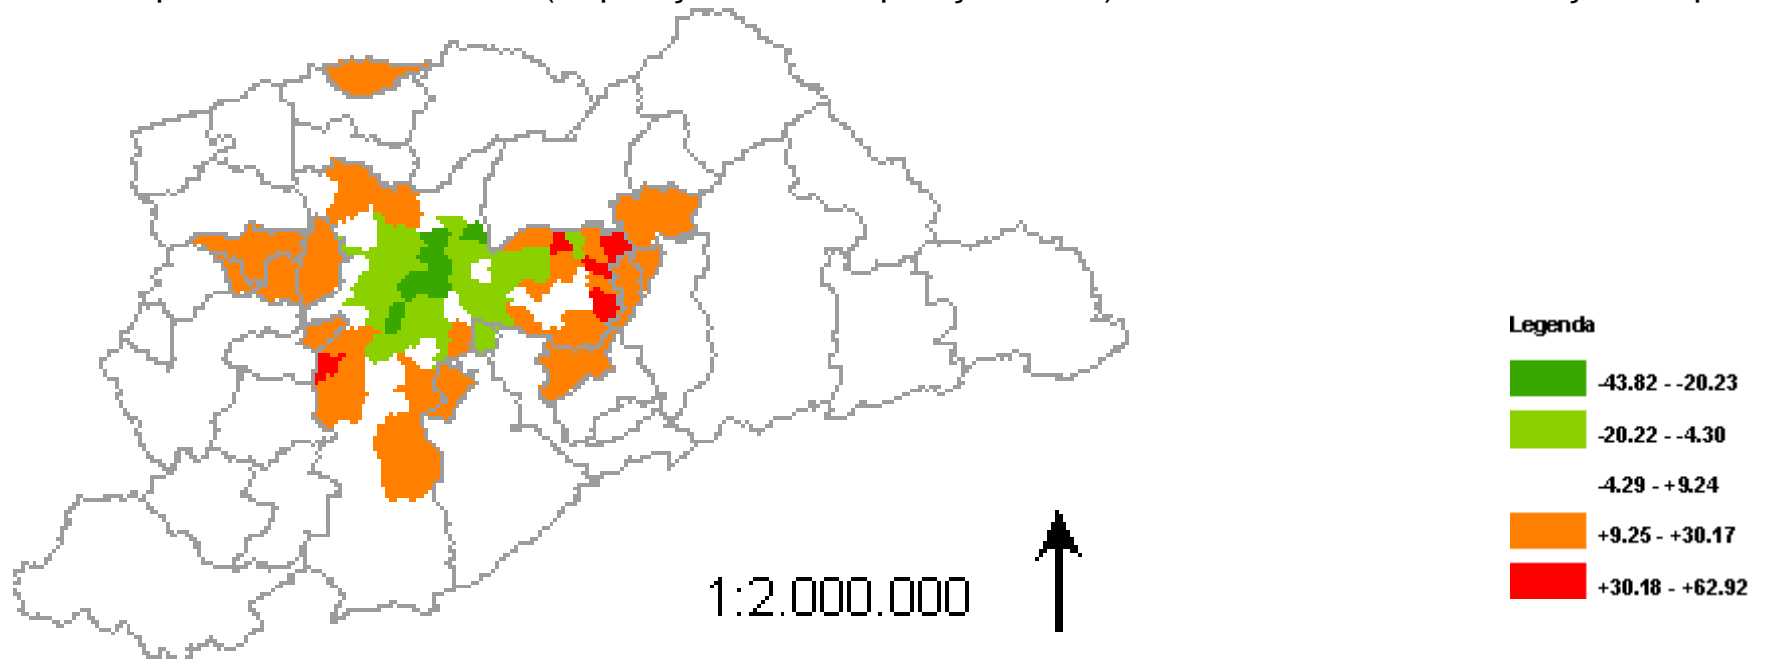 Legenda
-43.82 - -20.23
-20.22 - -4.30
-4.29 - +9.24
+9.25 - +30.17
+30.18 - +62.92
1:2.000.000